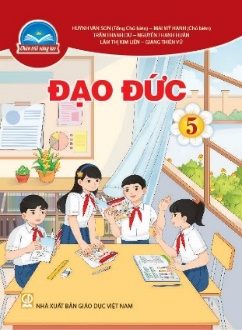 Chân trời sáng tạo
HUỲNH VĂN SƠN (Tổng Chủ biên) – MAI MỸ HẠNH (Chủ biên)
TRẦN THANH DƯ – NGUYỄN THANH HUÂN
LÂM THỊ KIM LIÊN – GIANG THIÊN VŨ
ĐẠO ĐỨC
5
NHÀ XUẤT BẢN GIÁO DỤC VIỆT NAM